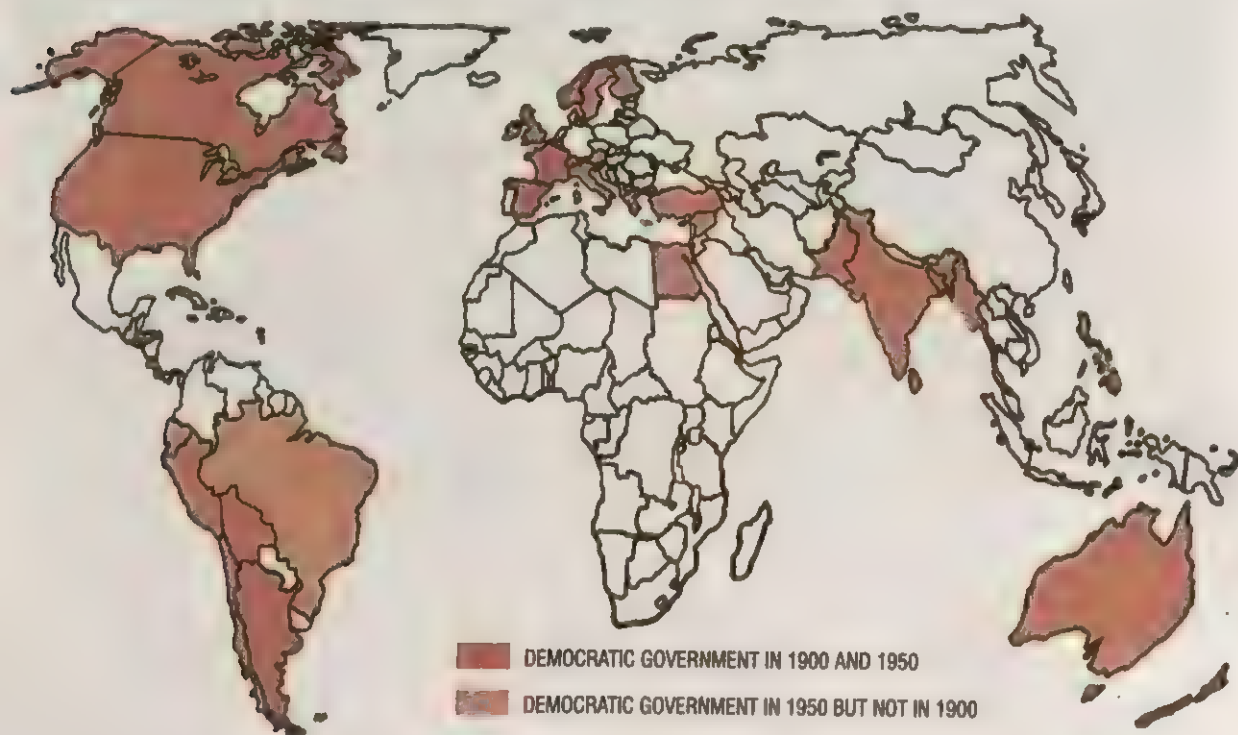 DEMOCRATIC GOVERNMENT IN 1900 AND 1950
DEMOCRATIC GOVERNMENT IN 1950 BUT NOT IN 1900